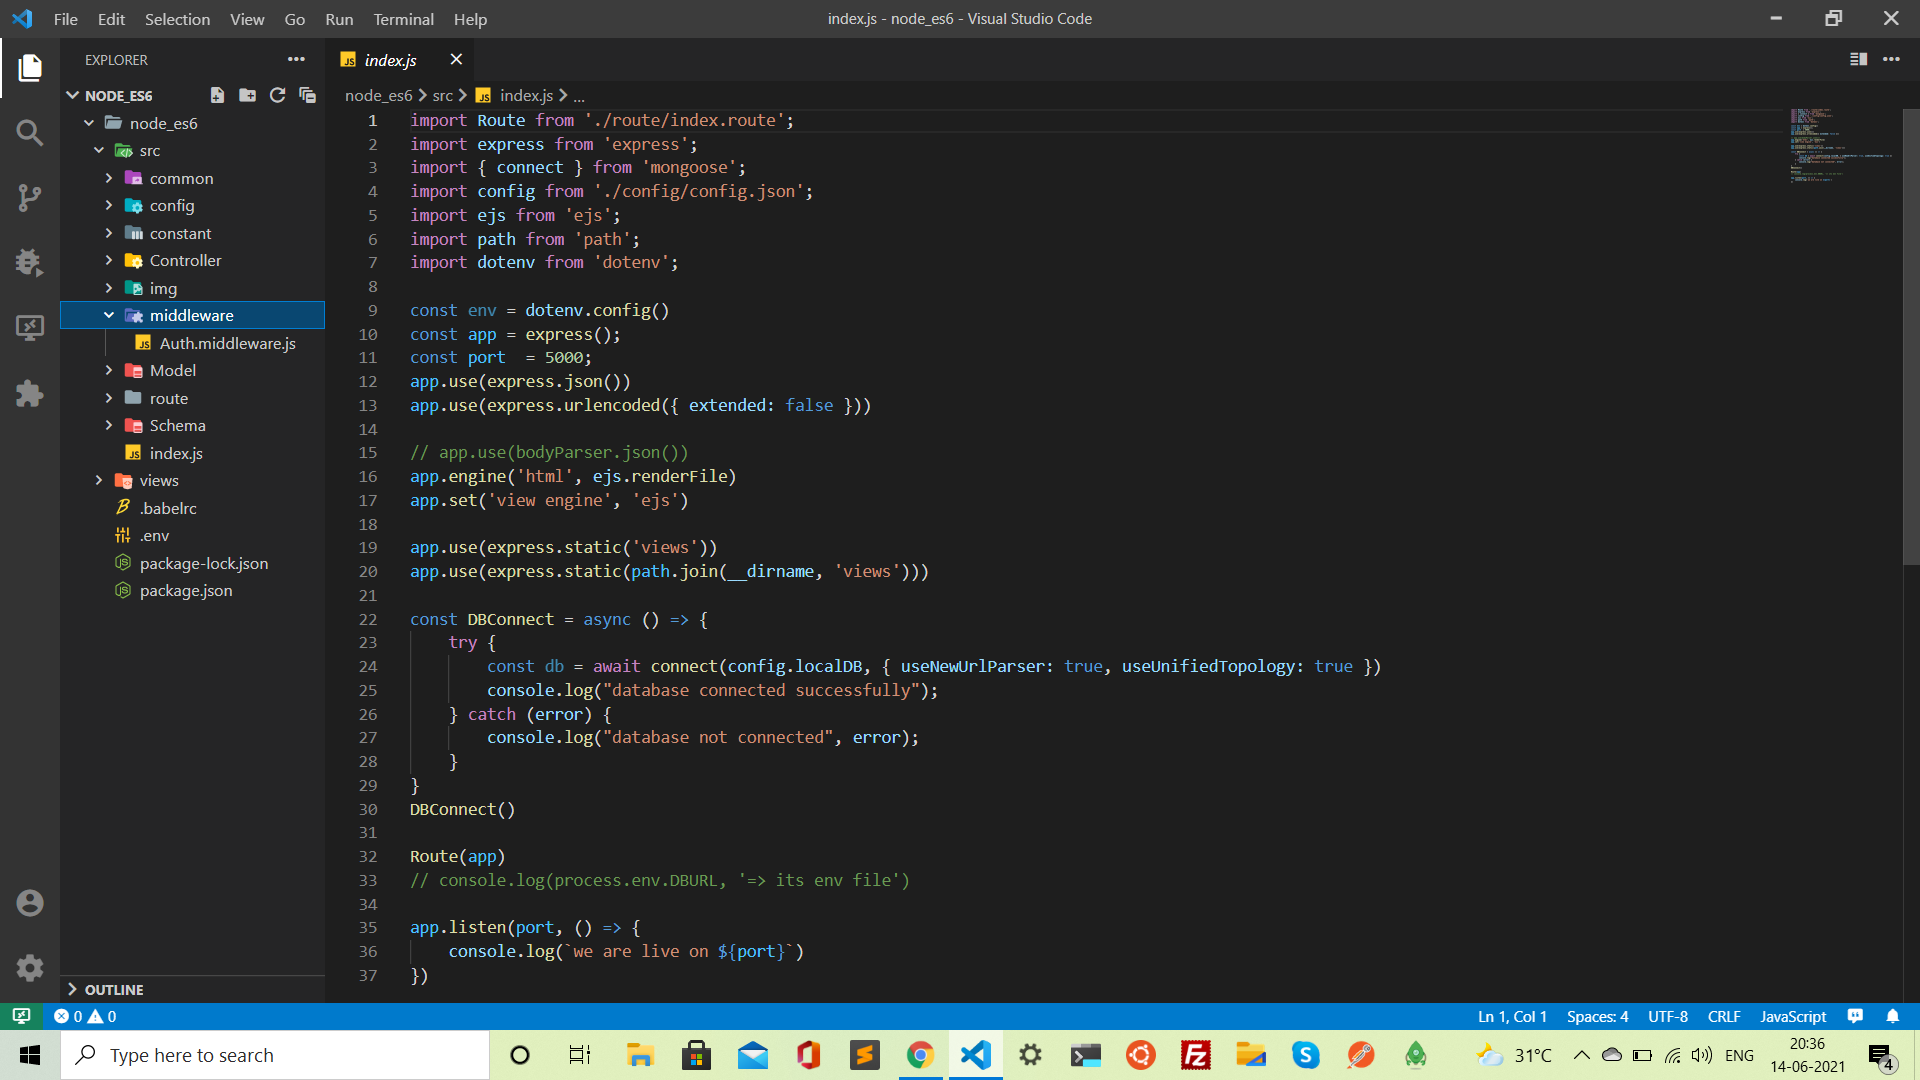 File Edit Selection View Go Run Terminal Help
index.js - node_es6 - Visual Studio Code
EXPLORER
NODE_ES6
node_es6
src
common
config
constant
Controller
img
middleware
Auth.middleware.js
Model
route
Schema
index.js
views
.babelrc
.env
package-lock.json
package.json
OUTLINE
index.js
node_es6 > src > index.js > ...
1 import Route from './route/index.route';
2 import express from 'express';
3 import { connect } from 'mongoose';
4 import config from './config/config.json';
5 import ejs from 'ejs';
6 import path from 'path';
7 import dotenv from 'dotenv';
8
9 const env = dotenv.config()
10 const app = express();
11 const port  = 5000;
12 app.use(express.json())
13 app.use(express.urlencoded({ extended: false }))
14
15 // app.use(bodyParser.json())
16 app.engine('html', ejs.renderFile)
17 app.set('view engine', 'ejs')
18
19 app.use(express.static('views'))
20 app.use(express.static(path.join(__dirname, 'views')))
21
22 const DBConnect = async () => {
23     try {
24         const db = await connect(config.localDB, { useNewUrlParser: true, useUnifiedTopology: true })
25         console.log("database connected successfully");
26     } catch (error) {
27         console.log("database not connected", error);
28     }
29 }
30 DBConnect()
31
32 Route(app)
33 // console.log(process.env.DBURL, '=> its env file')
34
35 app.listen(port, () => {
36     console.log(`we are live on ${port}`)
37 })
0 0
Ln 1, Col 1 Spaces: 4 UTF-8 CRLF JavaScript
Type here to search
31°C ENG
20:36
14-06-2021
4